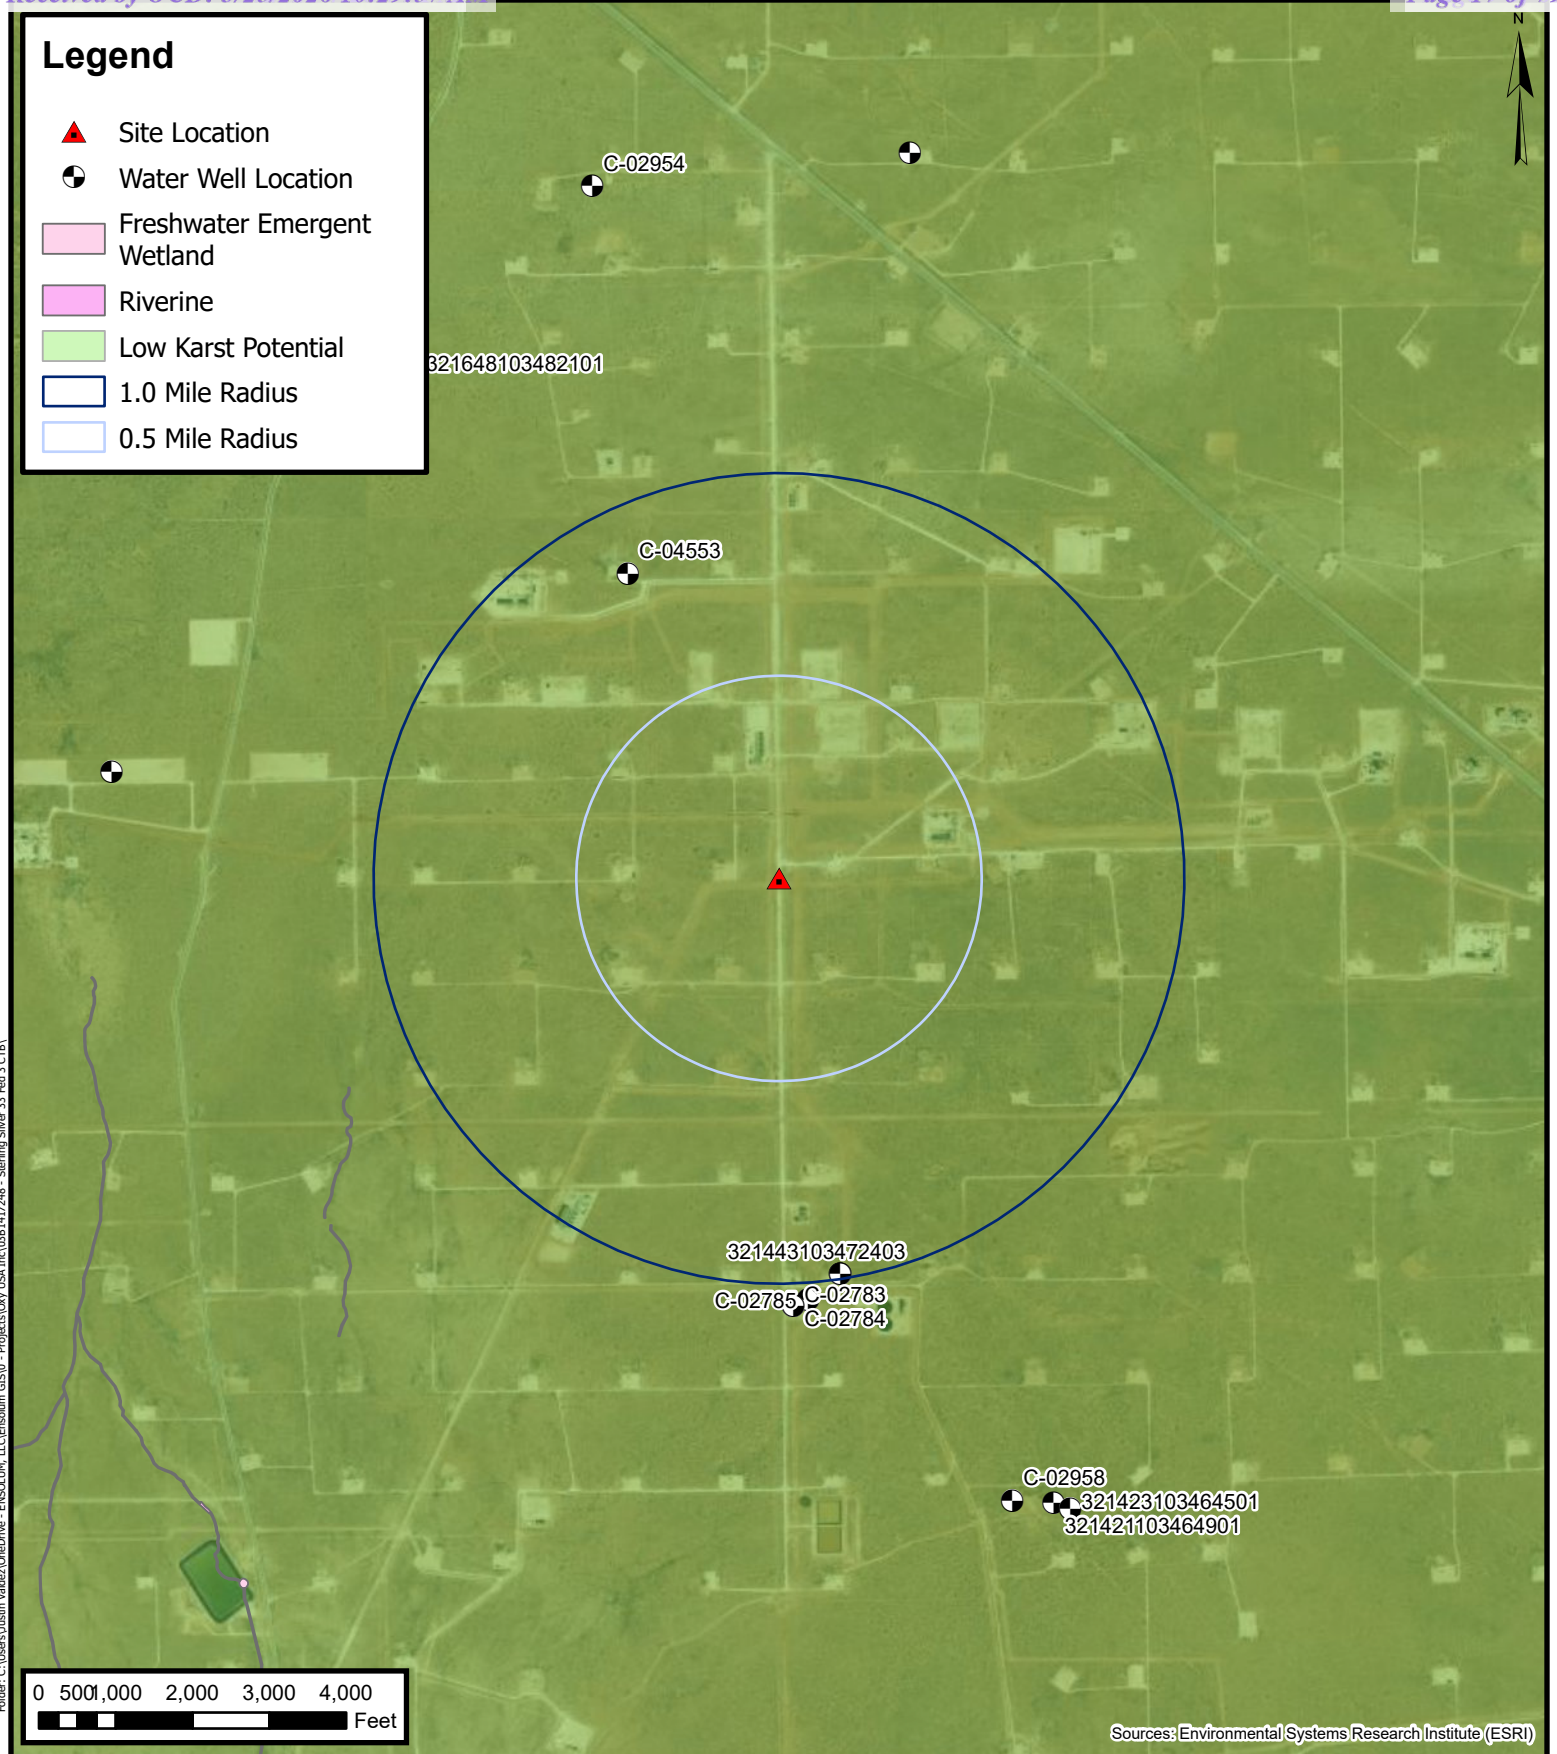 Legend
Site Location
Water Well Location
Freshwater Emergent
Wetland
Riverine
Low Karst Potential
1.0 Mile Radius
0.5 Mile Radius
N
C-02954
321648103482101
C-04553
321443103472403
C-02785
C-02783
C-02784
C-02958
321423103464501
321421103464901
0 500 1,000 2,000 3,000 4,000
Feet
Sources: Environmental Systems Research Institute (ESRI)